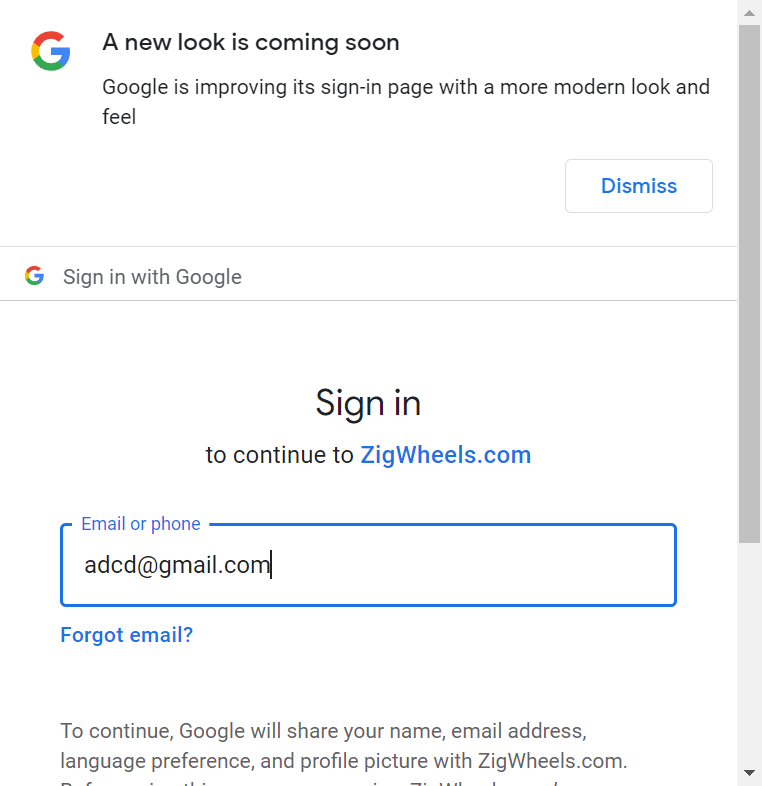 A new look is coming soon
Google is improving its sign-in page with a more modern look and
feel
Dismiss
Sign in with Google
Sign in
to continue to ZigWheels.com
Email or phone
adcd@gmail.com
Forgot email?
To continue, Google will share your name, email address,
language preference, and profile picture with ZigWheels.com.